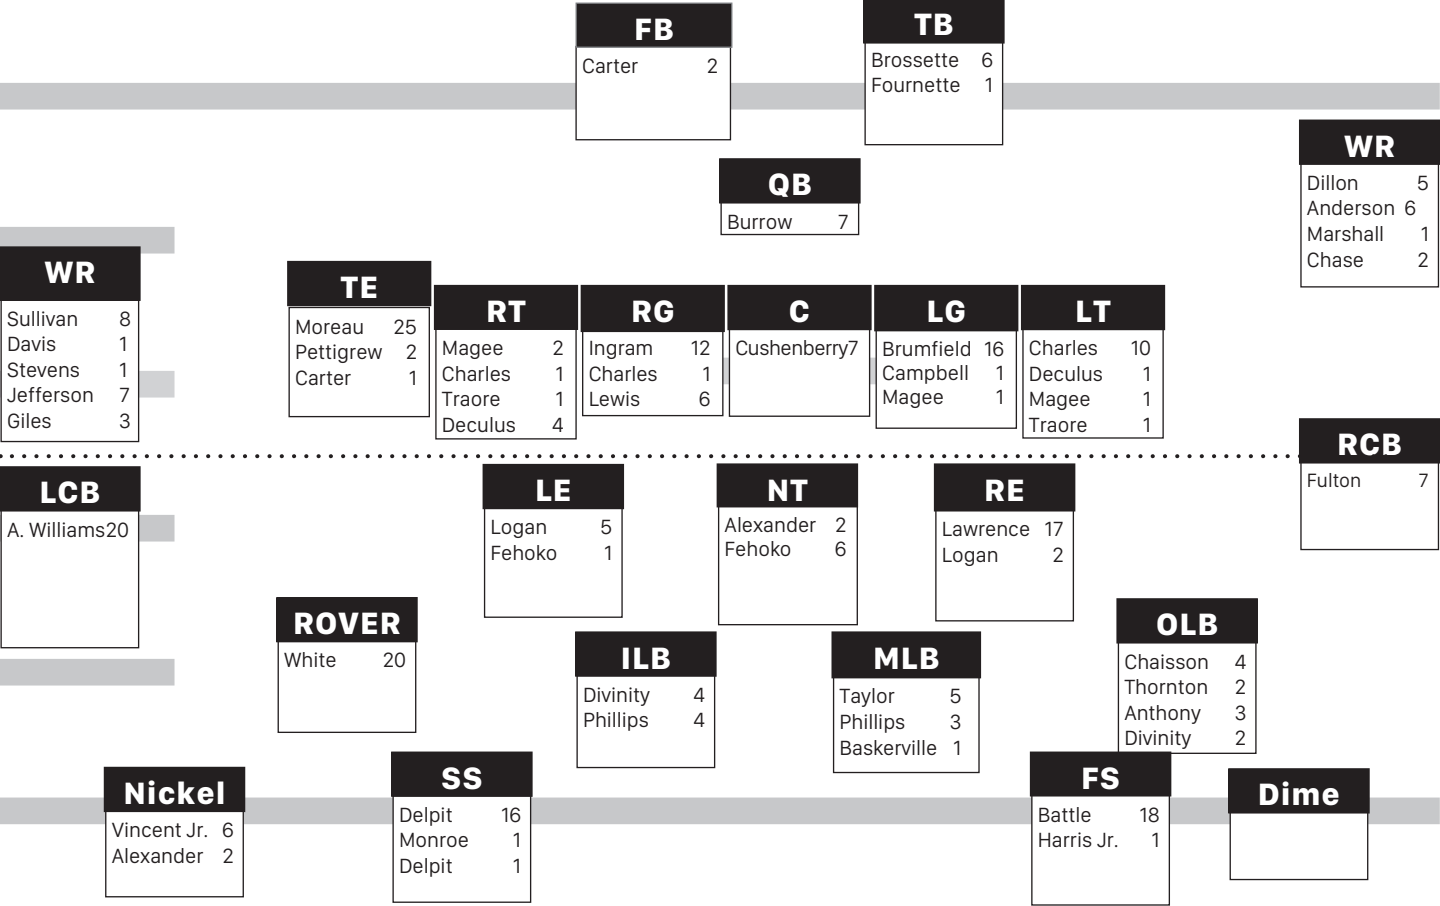 FB
Carter 2
TB
Brossette 6
Fournette 1
WR
Dillon 5
Anderson 6
Marshall 1
Chase 2
QB
Burrow 7
WR
Sullivan 8
Davis 1
Stevens 1
Jefferson 7
Giles 3
TE
Moreau 25
Pettigrew 2
Carter 1
RT
Magee 2
Charles 1
Traore 1
Deculus 4
RG
Ingram 12
Charles 1
Lewis 6
C
Cushenberry7
LG
Brumfield 16
Campbell 1
Magee 1
LT
Charles 10
Deculus 1
Magee 1
Traore 1
RCB
Fulton 7
LCB
A. Williams20
LE
Logan 5
Fehoko 1
NT
Alexander 2
Fehoko 6
RE
Lawrence 17
Logan 2
ROVER
White 20
ILB
Divinity 4
Phillips 4
MLB
Taylor 5
Phillips 3
Baskerville 1
OLB
Chaisson 4
Thornton 2
Anthony 3
Divinity 2
Nickel
Vincent Jr. 6
Alexander 2
SS
Delpit 16
Monroe 1
Delpit 1
FS
Battle 18
Harris Jr. 1
Dime